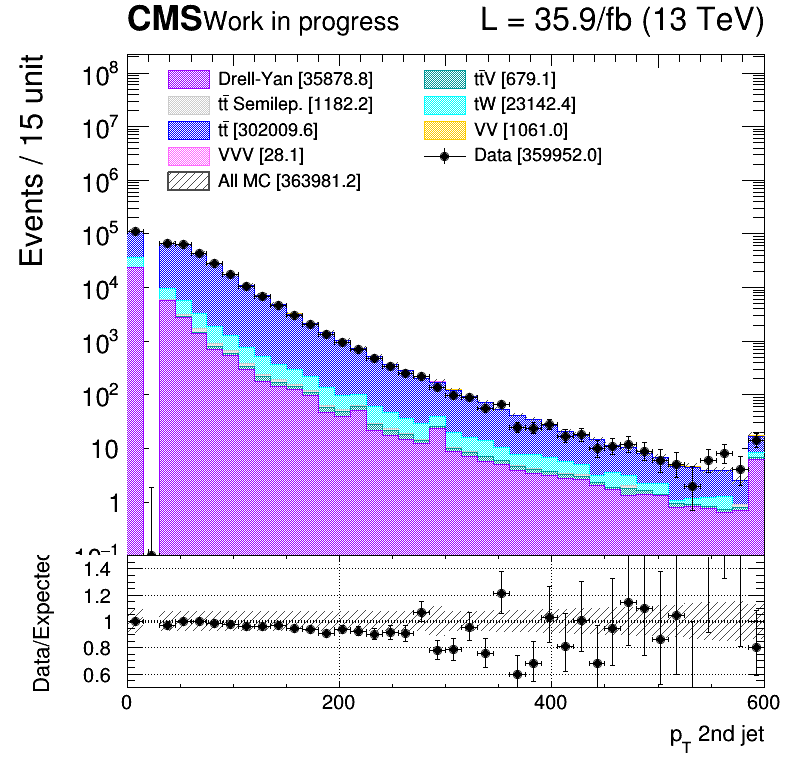 CMS Work in progress L = 35.9/fb (13 TeV)
Events / 15 unit
10⁸
10⁷
10⁶
10⁵
10⁴
10³
10²
10
1
10⁻¹
Drell-Yan [35878.8]
tt̄ Semilep. [1182.2]
tt̄ [302009.6]
VVV [28.1]
All MC [363981.2]
tt̄V [679.1]
tW [23142.4]
VV [1061.0]
Data [359952.0]
Data/Expected
1.4
1.2
1
0.8
0.6
0 200 400 600
p_T 2nd jet